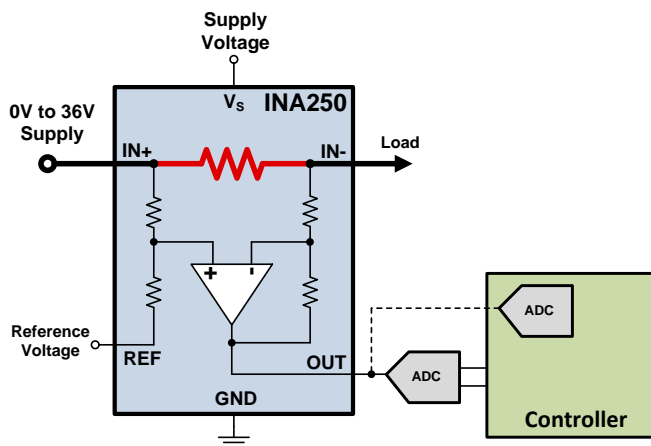 Supply
Voltage
Vs
INA250
0V to 36V
Supply
IN+
IN-
Load
+
-
ADC
Reference
Voltage
REF
OUT
ADC
GND
Controller